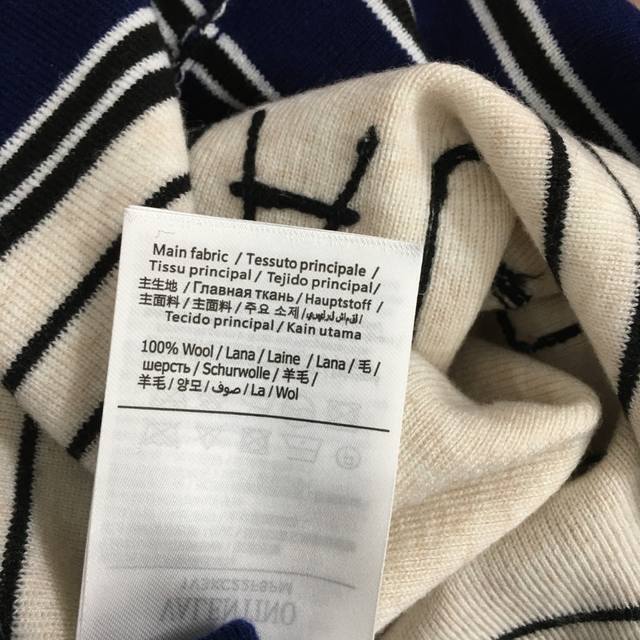 Main fabric / Tessuto principale /
Tissu principal / Tejido principal /
主生地 / Главная ткань / Hauptstoff /
主面料 / 主面料 / 주요 소재 /
Tecido principal / Kain utama
100% Wool / Lana / Laine / Lana / 毛 /
шерсть / Schurwolle / 羊毛 /
羊毛 / 양모 / صوف / La / Wol
VALENTINO